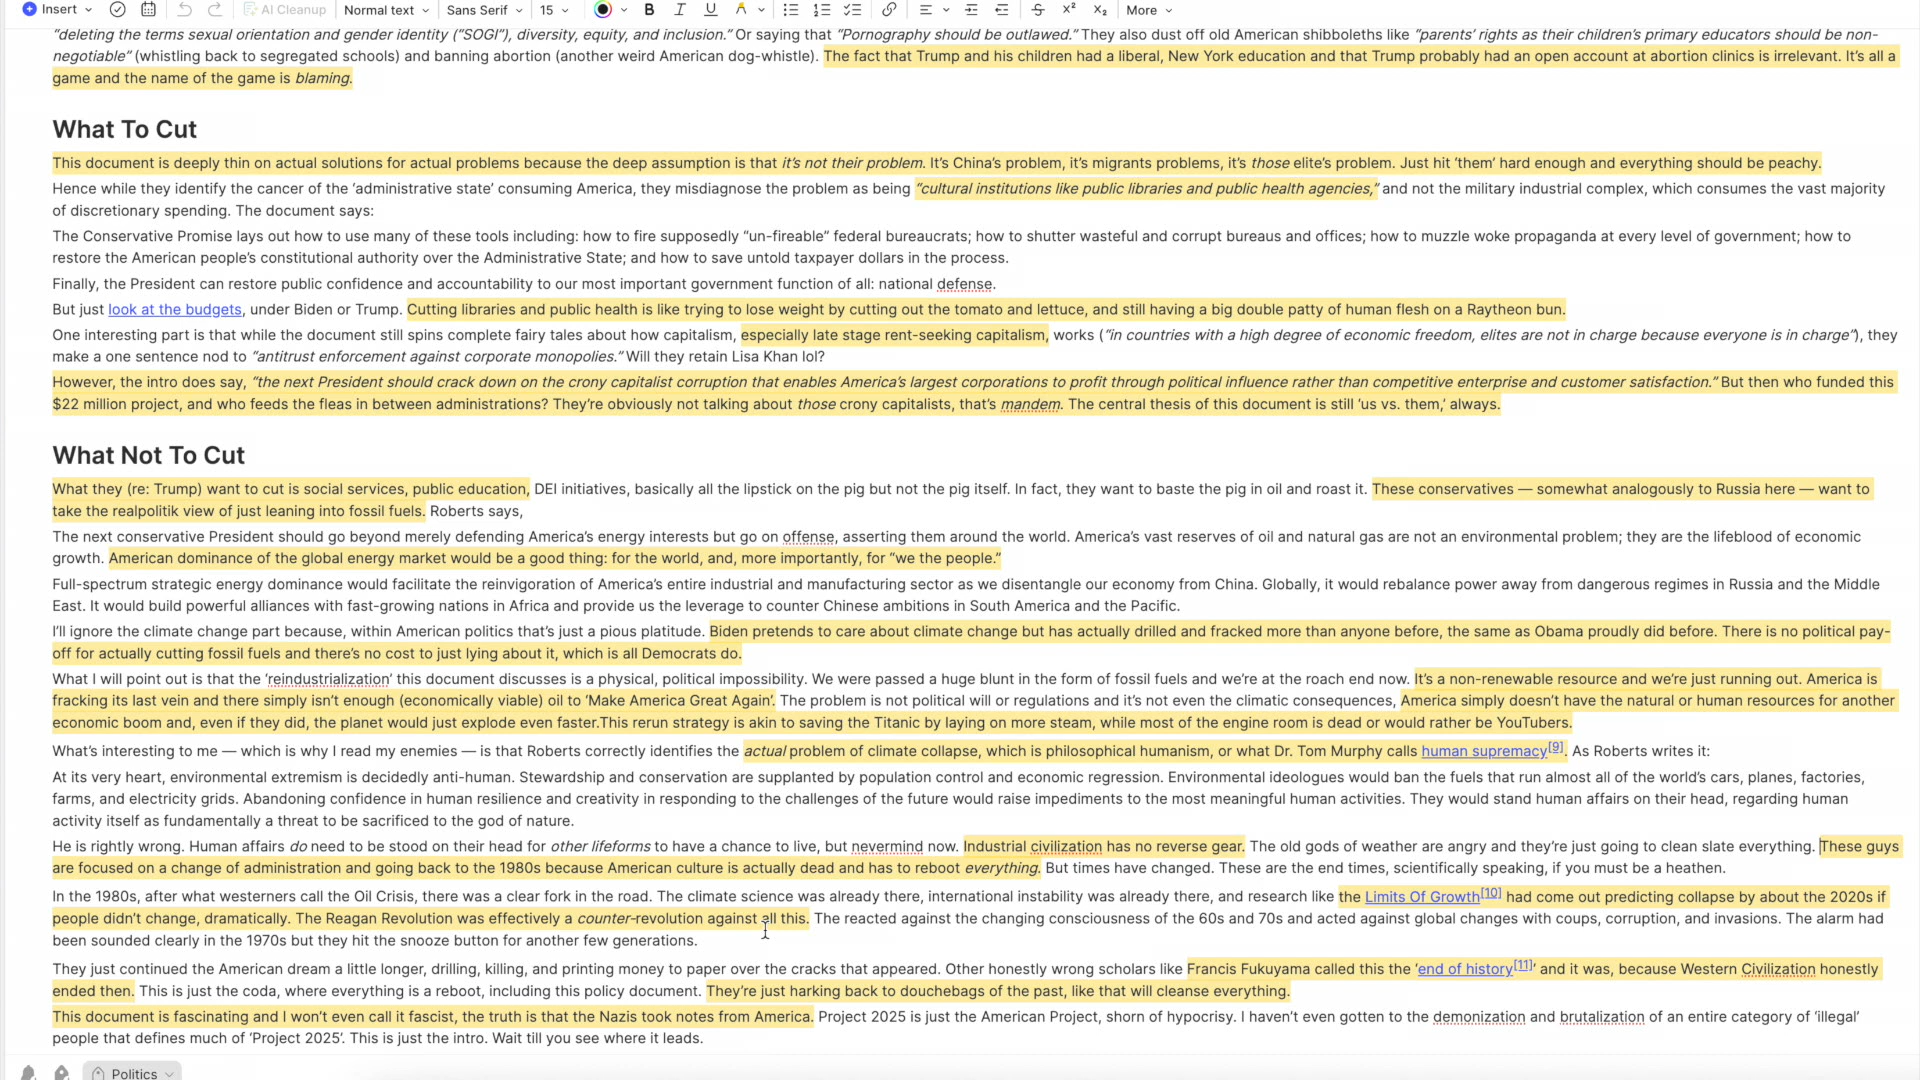 Insert
AI Cleanup
Normal text
Sans Serif
15
B I U
S x² X₂
More
“deleting the terms sexual orientation and gender identity (“SOGI”), diversity, equity, and inclusion.” Or saying that “Pornography should be outlawed.” They also dust off old American shibboleths like “parents’ rights as their children’s primary educators should be non-
negotiable” (whistling back to segregated schools) and banning abortion (another weird American dog-whistle). The fact that Trump and his children had a liberal, New York education and that Trump probably had an open account at abortion clinics is irrelevant. It’s all a
game and the name of the game is blaming.
What To Cut
This document is deeply thin on actual solutions for actual problems because the deep assumption is that it’s not their problem. It’s China’s problem, it’s migrants problems, it’s those elite’s problem. Just hit ‘them’ hard enough and everything should be peachy.
Hence while they identify the cancer of the ‘administrative state’ consuming America, they misdiagnose the problem as being “cultural institutions like public libraries and public health agencies,” and not the military industrial complex, which consumes the vast majority
of discretionary spending. The document says:
The Conservative Promise lays out how to use many of these tools including: how to fire supposedly “un-fireable” federal bureaucrats; how to shutter wasteful and corrupt bureaus and offices; how to muzzle woke propaganda at every level of government; how to
restore the American people’s constitutional authority over the Administrative State; and how to save untold taxpayer dollars in the process.
Finally, the President can restore public confidence and accountability to our most important government function of all: national defense.
But just look at the budgets, under Biden or Trump. Cutting libraries and public health is like trying to lose weight by cutting out the tomato and lettuce, and still having a big double patty of human flesh on a Raytheon bun.
One interesting part is that while the document still spins complete fairy tales about how capitalism, especially late stage rent-seeking capitalism, works (“in countries with a high degree of economic freedom, elites are not in charge because everyone is in charge”), they
make a one sentence nod to “antitrust enforcement against corporate monopolies.” Will they retain Lisa Khan lol?
However, the intro does say, “the next President should crack down on the crony capitalist corruption that enables America’s largest corporations to profit through political influence rather than competitive enterprise and customer satisfaction.” But then who funded this
$22 million project, and who feeds the fleas in between administrations? They’re obviously not talking about those crony capitalists, that’s mandem. The central thesis of this document is still ‘us vs. them,’ always.
What Not To Cut
What they (re: Trump) want to cut is social services, public education, DEI initiatives, basically all the lipstick on the pig but not the pig itself. In fact, they want to baste the pig in oil and roast it. These conservatives — somewhat analogously to Russia here — want to
take the realpolitik view of just leaning into fossil fuels. Roberts says,
The next conservative President should go beyond merely defending America’s energy interests but go on offense, asserting them around the world. America’s vast reserves of oil and natural gas are not an environmental problem; they are the lifeblood of economic
growth. American dominance of the global energy market would be a good thing: for the world, and, more importantly, for “we the people.”
Full-spectrum strategic energy dominance would facilitate the reinvigoration of America’s entire industrial and manufacturing sector as we disentangle our economy from China. Globally, it would rebalance power away from dangerous regimes in Russia and the Middle
East. It would build powerful alliances with fast-growing nations in Africa and provide us the leverage to counter Chinese ambitions in South America and the Pacific.
I’ll ignore the climate change part because, within American politics that’s just a pious platitude. Biden pretends to care about climate change but has actually drilled and fracked more than anyone before, the same as Obama proudly did before. There is no political pay-
off for actually cutting fossil fuels and there’s no cost to just lying about it, which is all Democrats do.
What I will point out is that the ‘reindustrialization’ this document discusses is a physical, political impossibility. We were passed a huge blunt in the form of fossil fuels and we’re at the roach end now. It’s a non-renewable resource and we’re just running out. America is
fracking its last vein and there simply isn’t enough (economically viable) oil to ‘Make America Great Again’. The problem is not political will or regulations and it’s not even the climatic consequences, America simply doesn’t have the natural or human resources for another
economic boom and, even if they did, the planet would just explode even faster.This rerun strategy is akin to saving the Titanic by laying on more steam, while most of the engine room is dead or would rather be YouTubers.
What’s interesting to me — which is why I read my enemies — is that Roberts correctly identifies the actual problem of climate collapse, which is philosophical humanism, or what Dr. Tom Murphy calls human supremacy[9]. As Roberts writes it:
At its very heart, environmental extremism is decidedly anti-human. Stewardship and conservation are supplanted by population control and economic regression. Environmental ideologues would ban the fuels that run almost all of the world’s cars, planes, factories,
farms, and electricity grids. Abandoning confidence in human resilience and creativity in responding to the challenges of the future would raise impediments to the most meaningful human activities. They would stand human affairs on their head, regarding human
activity itself as fundamentally a threat to be sacrificed to the god of nature.
He is rightly wrong. Human affairs do need to be stood on their head for other lifeforms to have a chance to live, but nevermind now. Industrial civilization has no reverse gear. The old gods of weather are angry and they’re just going to clean slate everything. These guys
are focused on a change of administration and going back to the 1980s because American culture is actually dead and has to reboot everything. But times have changed. These are the end times, scientifically speaking, if you must be a heathen.
In the 1980s, after what westerners call the Oil Crisis, there was a clear fork in the road. The climate science was already there, international instability was already there, and research like the Limits Of Growth[10] had come out predicting collapse by about the 2020s if
people didn’t change, dramatically. The Reagan Revolution was effectively a counter-revolution against all this. The reacted against the changing consciousness of the 60s and 70s and acted against global changes with coups, corruption, and invasions. The alarm had
been sounded clearly in the 1970s but they hit the snooze button for another few generations.
They just continued the American dream a little longer, drilling, killing, and printing money to paper over the cracks that appeared. Other honestly wrong scholars like Francis Fukuyama called this the ‘end of history[11]’ and it was, because Western Civilization honestly
ended then. This is just the coda, where everything is a reboot, including this policy document. They’re just harking back to douchebags of the past, like that will cleanse everything.
This document is fascinating and I won’t even call it fascist, the truth is that the Nazis took notes from America. Project 2025 is just the American Project, shorn of hypocrisy. I haven’t even gotten to the demonization and brutalization of an entire category of ‘illegal’
people that defines much of ‘Project 2025’. This is just the intro. Wait till you see where it leads.
Politics